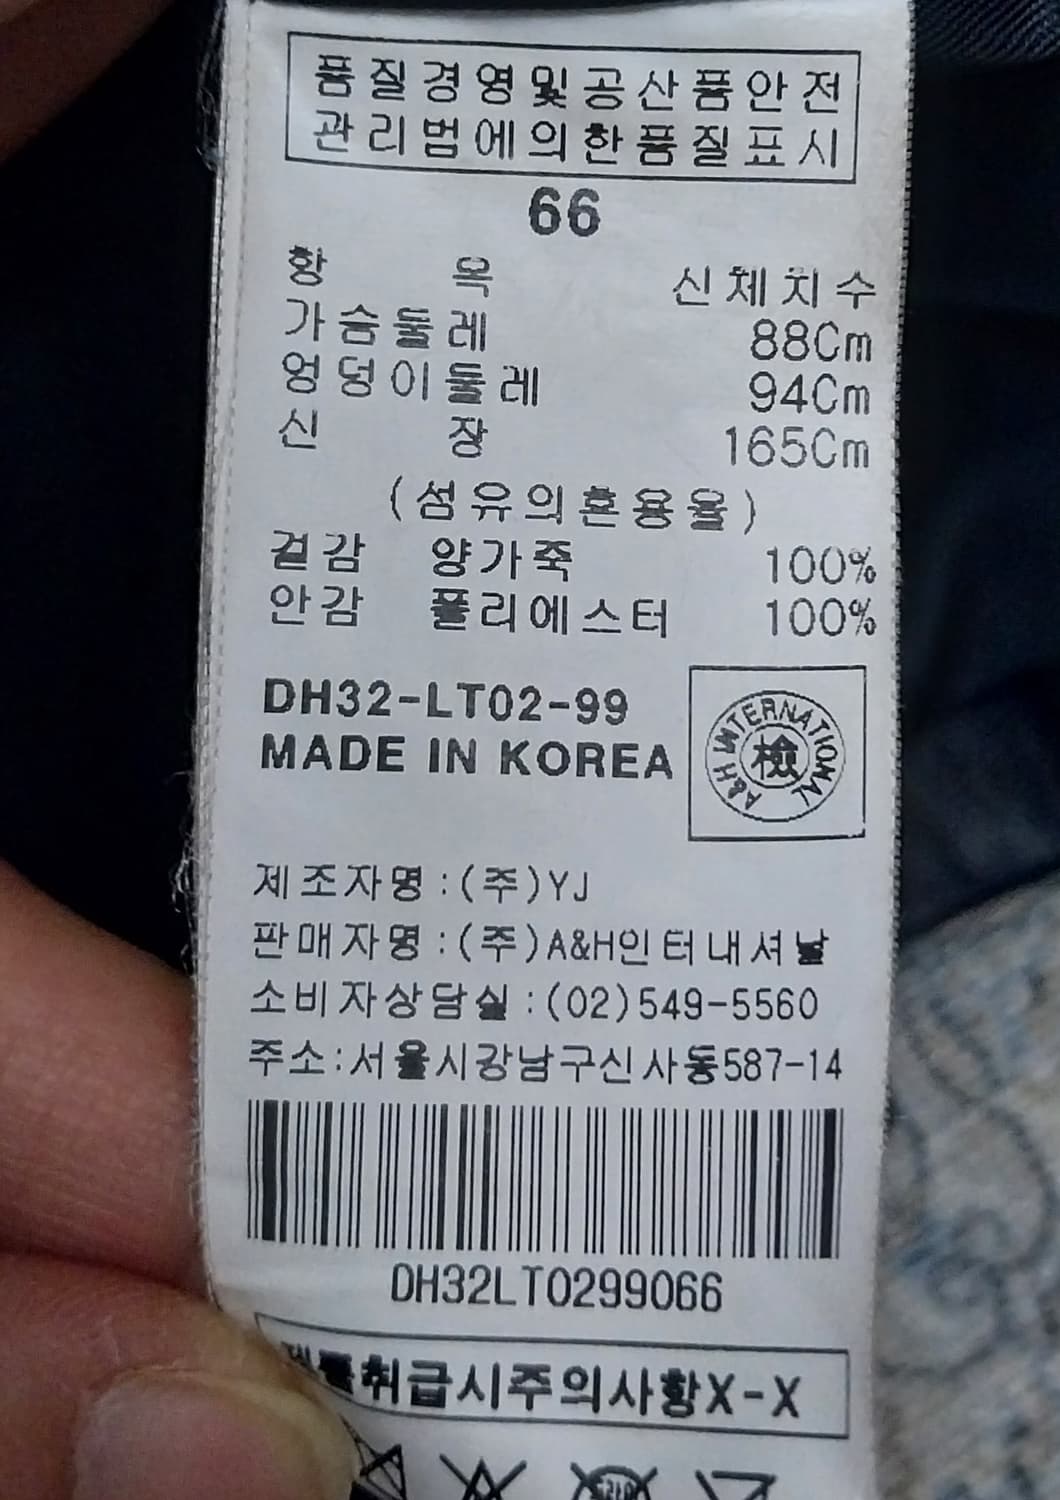 품질경영및공산품안전
관리법에의한품질표시
66
항 목 신체치수
가슴둘레 88Cm
엉덩이둘레 94Cm
신 장 165Cm
(섬유의혼용율)
겉감 양가죽 100%
안감 폴리에스터 100%
DH32-LT02-99
MADE IN KOREA
A&H INTERNATIONAL
檢
제조자명:(주)YJ
판매자명:(주)A&H인터내셔날
소비자상담실:(02)549-5560
주소:서울시강남구신사동587-14
DH32LT0299066
취급시주의사항X-X